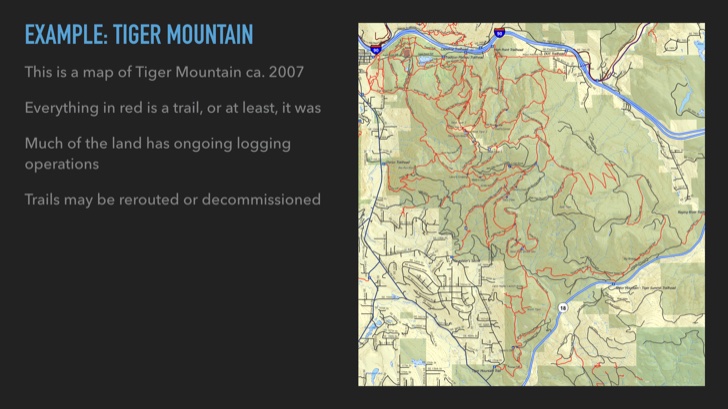 EXAMPLE: TIGER MOUNTAIN
This is a map of Tiger Mountain ca. 2007
Everything in red is a trail, or at least, it was
Much of the land has ongoing logging
operations
Trails may be rerouted or decommissioned
90
90
18